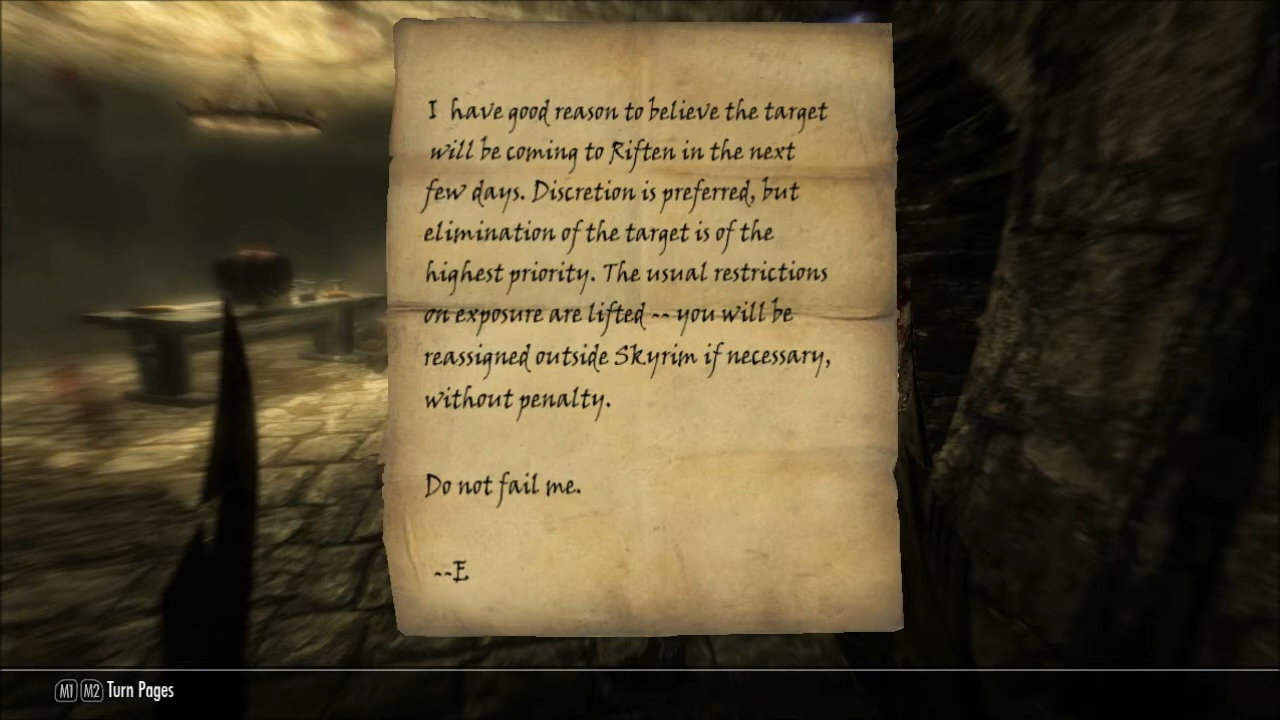 I have good reason to believe the target
will be coming to Riften in the next
few days. Discretion is preferred, but
elimination of the target is of the
highest priority. The usual restrictions
on exposure are lifted -- you will be
reassigned outside Skyrim if necessary,
without penalty.
Do not fail me.
--E
M1 M2 Turn Pages